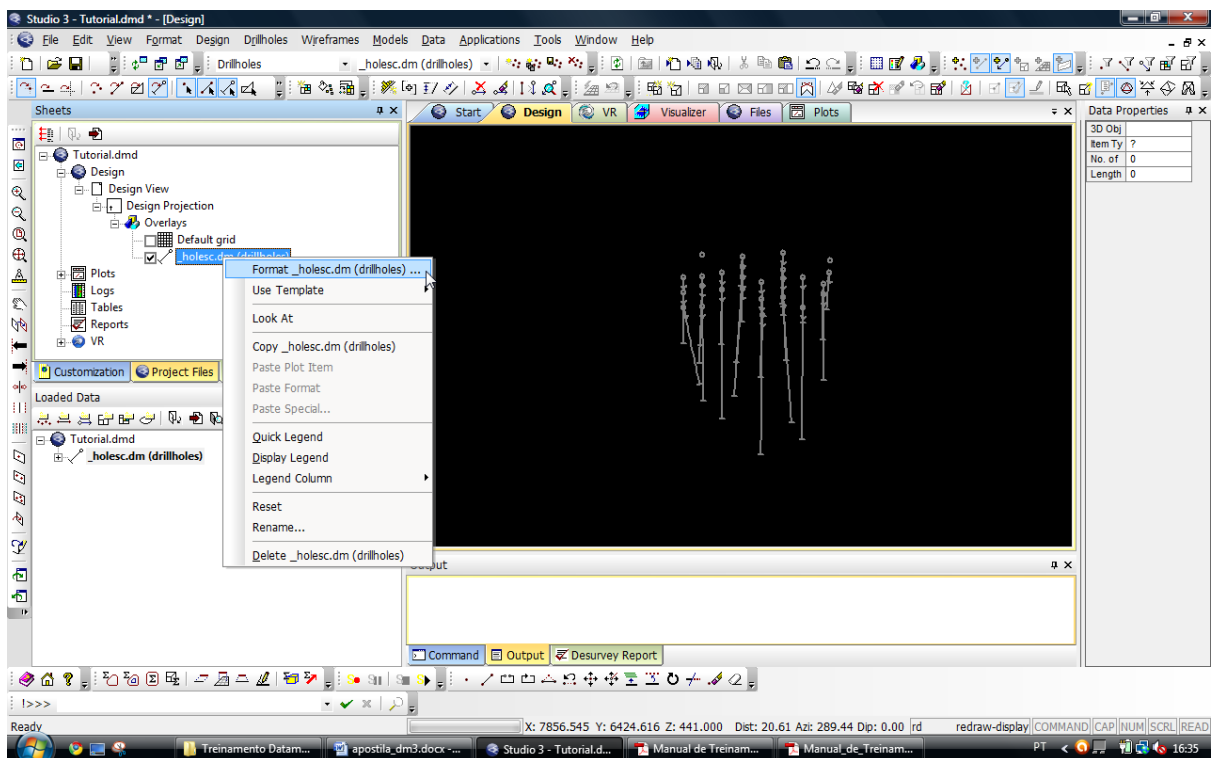 Studio 3 - Tutorial.dmd * - [Design]
File Edit View Format Design Drillholes Wireframes Models Data Applications Tools Window Help
Drillholes _holesc.dm (drillholes)
Sheets
Start Design VR Visualizer Files Plots
Data Properties
3D Obj
Item Ty ?
No. of 0
Length 0
Tutorial.dmd
Design
Design View
Design Projection
Overlays
Default grid
_holesc.dm (drillholes)
Plots
Logs
Tables
Reports
VR
Customization Project Files
Loaded Data
Tutorial.dmd
_holesc.dm (drillholes)
Format _holesc.dm (drillholes) ...
Use Template
Look At
Copy _holesc.dm (drillholes)
Paste Plot Item
Paste Format
Paste Special...
Quick Legend
Display Legend
Legend Column
Reset
Rename...
Delete _holesc.dm (drillholes)
Command Output Desurvey Report
!>>>
Ready
X: 7856.545 Y: 6424.616 Z: 441.000 Dist: 20.61 Azi: 289.44 Dip: 0.00 rd redraw-display COMMAND CAP NUM SCRL READ
Treinamento Datam... apostila_dm3.docx -... Studio 3 - Tutorial.d... Manual de Treinam... Manual_de_Treinam... PT < 16:35